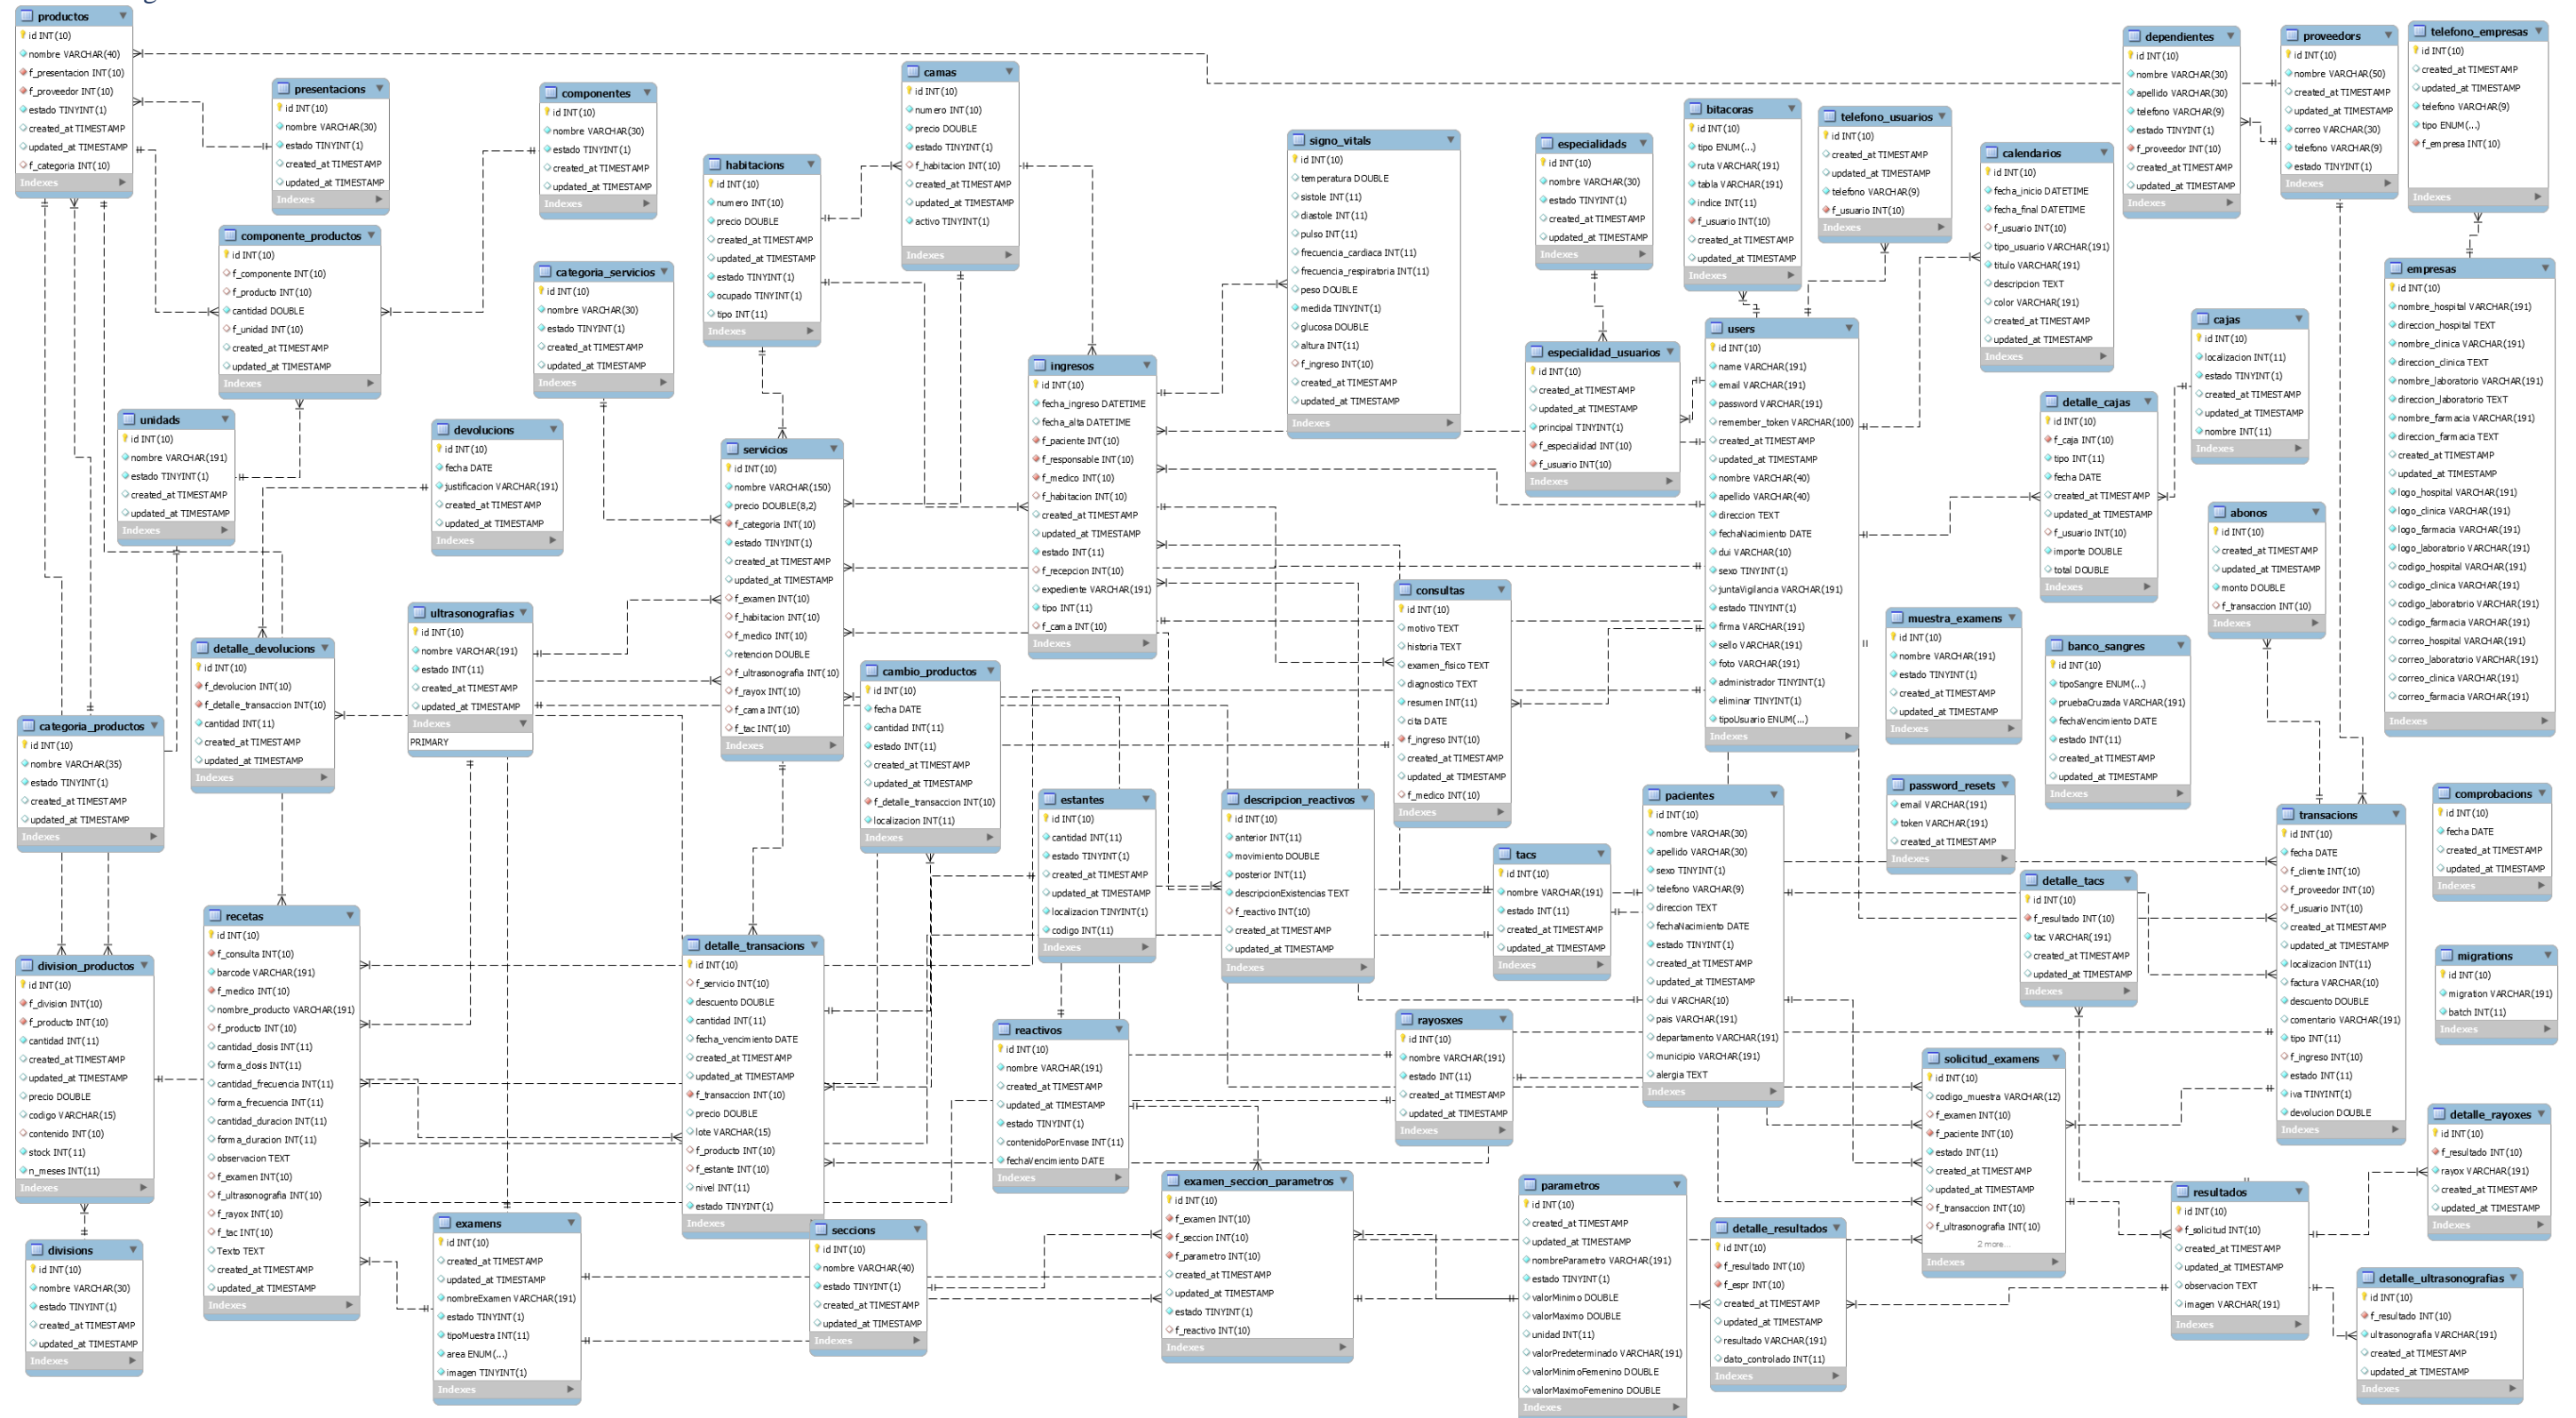 productos
id INT(10)
nombre VARCHAR(40)
f_presentacion INT(10)
f_proveedor INT(10)
estado TINYINT(1)
created_at TIMESTAMP
updated_at TIMESTAMP
f_categoria INT(10)
Indexes
presentacions
id INT(10)
nombre VARCHAR(30)
estado TINYINT(1)
created_at TIMESTAMP
updated_at TIMESTAMP
Indexes
componentes
id INT(10)
nombre VARCHAR(30)
estado TINYINT(1)
created_at TIMESTAMP
updated_at TIMESTAMP
Indexes
camas
id INT(10)
numero INT(10)
precio DOUBLE
estado TINYINT(1)
f_habitacion INT(10)
created_at TIMESTAMP
updated_at TIMESTAMP
activo TINYINT(1)
Indexes
habitacions
id INT(10)
numero INT(10)
precio DOUBLE
created_at TIMESTAMP
updated_at TIMESTAMP
estado TINYINT(1)
ocupado TINYINT(1)
tipo INT(11)
Indexes
signo_vitals
id INT(10)
temperatura DOUBLE
sistole INT(11)
diastole INT(11)
pulso INT(11)
frecuencia_cardiaca INT(11)
frecuencia_respiratoria INT(11)
peso DOUBLE
medida TINYINT(1)
glucosa DOUBLE
altura INT(11)
f_ingreso INT(10)
created_at TIMESTAMP
updated_at TIMESTAMP
Indexes
especialidads
id INT(10)
nombre VARCHAR(30)
estado TINYINT(1)
created_at TIMESTAMP
updated_at TIMESTAMP
Indexes
bitacoras
id INT(10)
tipo ENUM(...)
ruta VARCHAR(191)
tabla VARCHAR(191)
indice INT(11)
f_usuario INT(10)
created_at TIMESTAMP
updated_at TIMESTAMP
Indexes
telefono_usuarios
id INT(10)
created_at TIMESTAMP
updated_at TIMESTAMP
telefono VARCHAR(9)
f_usuario INT(10)
Indexes
calendarios
id INT(10)
fecha_inicio DATETIME
fecha_final DATETIME
f_usuario INT(10)
tipo_usuario VARCHAR(191)
titulo VARCHAR(191)
descripcion TEXT
color VARCHAR(191)
created_at TIMESTAMP
updated_at TIMESTAMP
Indexes
dependientes
id INT(10)
nombre VARCHAR(30)
apellido VARCHAR(30)
telefono VARCHAR(9)
estado TINYINT(1)
f_proveedor INT(10)
created_at TIMESTAMP
updated_at TIMESTAMP
Indexes
proveedors
id INT(10)
nombre VARCHAR(50)
created_at TIMESTAMP
updated_at TIMESTAMP
correo VARCHAR(30)
telefono VARCHAR(9)
estado TINYINT(1)
Indexes
telefono_empresas
id INT(10)
created_at TIMESTAMP
updated_at TIMESTAMP
telefono VARCHAR(9)
tipo ENUM(...)
f_empresa INT(10)
Indexes
componente_productos
id INT(10)
f_componente INT(10)
f_producto INT(10)
cantidad DOUBLE
f_unidad INT(10)
created_at TIMESTAMP
updated_at TIMESTAMP
Indexes
categoria_servicios
id INT(10)
nombre VARCHAR(30)
estado TINYINT(1)
created_at TIMESTAMP
updated_at TIMESTAMP
Indexes
unidads
id INT(10)
nombre VARCHAR(191)
estado TINYINT(1)
created_at TIMESTAMP
updated_at TIMESTAMP
Indexes
devolucions
id INT(10)
fecha DATE
justificacion VARCHAR(191)
created_at TIMESTAMP
updated_at TIMESTAMP
Indexes
servicios
id INT(10)
nombre VARCHAR(150)
precio DOUBLE(8,2)
f_categoria INT(10)
estado TINYINT(1)
created_at TIMESTAMP
updated_at TIMESTAMP
f_examen INT(10)
f_habitacion INT(10)
f_medico INT(10)
retencion DOUBLE
f_ultrasonografia INT(10)
f_rayox INT(10)
f_cama INT(10)
f_tac INT(10)
Indexes
ingresos
id INT(10)
fecha_ingreso DATETIME
fecha_alta DATETIME
f_paciente INT(10)
f_responsable INT(10)
f_medico INT(10)
f_habitacion INT(10)
created_at TIMESTAMP
updated_at TIMESTAMP
estado INT(11)
f_recepcion INT(10)
expediente VARCHAR(191)
tipo INT(11)
f_cama INT(10)
Indexes
especialidad_usuarios
id INT(10)
created_at TIMESTAMP
updated_at TIMESTAMP
principal TINYINT(1)
f_especialidad INT(10)
f_usuario INT(10)
Indexes
users
id INT(10)
name VARCHAR(191)
email VARCHAR(191)
password VARCHAR(191)
remember_token VARCHAR(100)
created_at TIMESTAMP
updated_at TIMESTAMP
nombre VARCHAR(40)
apellido VARCHAR(40)
direccion TEXT
fechaNacimiento DATE
dui VARCHAR(10)
sexo TINYINT(1)
juntaVigilancia VARCHAR(191)
estado TINYINT(1)
firma VARCHAR(191)
sello VARCHAR(191)
foto VARCHAR(191)
administrador TINYINT(1)
eliminar TINYINT(1)
tipoUsuario ENUM(...)
Indexes
detalle_cajas
id INT(10)
f_caja INT(10)
tipo INT(11)
fecha DATE
created_at TIMESTAMP
updated_at TIMESTAMP
f_usuario INT(10)
importe DOUBLE
total DOUBLE
Indexes
cajas
id INT(10)
localizacion INT(11)
estado TINYINT(1)
created_at TIMESTAMP
updated_at TIMESTAMP
nombre INT(11)
Indexes
empresas
id INT(10)
nombre_hospital VARCHAR(191)
direccion_hospital TEXT
nombre_clinica VARCHAR(191)
direccion_clinica TEXT
nombre_laboratorio VARCHAR(191)
direccion_laboratorio TEXT
nombre_farmacia VARCHAR(191)
direccion_farmacia TEXT
created_at TIMESTAMP
updated_at TIMESTAMP
logo_hospital VARCHAR(191)
logo_clinica VARCHAR(191)
logo_farmacia VARCHAR(191)
logo_laboratorio VARCHAR(191)
codigo_hospital VARCHAR(191)
codigo_clinica VARCHAR(191)
codigo_laboratorio VARCHAR(191)
codigo_farmacia VARCHAR(191)
correo_hospital VARCHAR(191)
correo_laboratorio VARCHAR(191)
correo_clinica VARCHAR(191)
correo_farmacia VARCHAR(191)
Indexes
abonos
id INT(10)
created_at TIMESTAMP
updated_at TIMESTAMP
monto DOUBLE
f_transaccion INT(10)
Indexes
consultas
id INT(10)
motivo TEXT
historia TEXT
examen_fisico TEXT
diagnostico TEXT
resumen INT(11)
cita DATE
f_ingreso INT(10)
created_at TIMESTAMP
updated_at TIMESTAMP
f_medico INT(10)
Indexes
ultrasonografias
id INT(10)
nombre VARCHAR(191)
estado INT(11)
created_at TIMESTAMP
updated_at TIMESTAMP
Indexes
PRIMARY
detalle_devolucions
id INT(10)
f_devolucion INT(10)
f_detalle_transaccion INT(10)
cantidad INT(11)
created_at TIMESTAMP
updated_at TIMESTAMP
Indexes
cambio_productos
id INT(10)
fecha DATE
cantidad INT(11)
estado INT(11)
created_at TIMESTAMP
updated_at TIMESTAMP
f_detalle_transaccion INT(10)
localizacion INT(11)
Indexes
muestra_examens
id INT(10)
nombre VARCHAR(191)
estado TINYINT(1)
created_at TIMESTAMP
updated_at TIMESTAMP
Indexes
banco_sangres
id INT(10)
tipoSangre ENUM(...)
pruebaCruzada VARCHAR(191)
fechaVencimiento DATE
estado INT(11)
created_at TIMESTAMP
updated_at TIMESTAMP
Indexes
categoria_productos
id INT(10)
nombre VARCHAR(35)
estado TINYINT(1)
created_at TIMESTAMP
updated_at TIMESTAMP
Indexes
estantes
id INT(10)
cantidad INT(11)
estado TINYINT(1)
created_at TIMESTAMP
updated_at TIMESTAMP
localizacion TINYINT(1)
codigo INT(11)
Indexes
descripcion_reactivos
id INT(10)
anterior INT(11)
movimiento DOUBLE
posterior INT(11)
descripcionExistencias TEXT
f_reactivo INT(10)
created_at TIMESTAMP
updated_at TIMESTAMP
Indexes
tacs
id INT(10)
nombre VARCHAR(191)
estado INT(11)
created_at TIMESTAMP
updated_at TIMESTAMP
Indexes
pacientes
id INT(10)
nombre VARCHAR(30)
apellido VARCHAR(30)
sexo TINYINT(1)
telefono VARCHAR(9)
direccion TEXT
fechaNacimiento DATE
estado TINYINT(1)
created_at TIMESTAMP
updated_at TIMESTAMP
dui VARCHAR(10)
pais VARCHAR(191)
departamento VARCHAR(191)
municipio VARCHAR(191)
alergia TEXT
Indexes
password_resets
email VARCHAR(191)
token VARCHAR(191)
created_at TIMESTAMP
Indexes
detalle_tacs
id INT(10)
f_resultado INT(10)
tac VARCHAR(191)
created_at TIMESTAMP
updated_at TIMESTAMP
Indexes
transacions
id INT(10)
fecha DATE
f_cliente INT(10)
f_proveedor INT(10)
f_usuario INT(10)
created_at TIMESTAMP
updated_at TIMESTAMP
localizacion INT(11)
factura VARCHAR(10)
descuento DOUBLE
comentario VARCHAR(191)
tipo INT(11)
f_ingreso INT(10)
estado INT(11)
iva TINYINT(1)
devolucion DOUBLE
Indexes
comprobacions
id INT(10)
fecha DATE
created_at TIMESTAMP
updated_at TIMESTAMP
Indexes
migrations
id INT(10)
migration VARCHAR(191)
batch INT(11)
Indexes
division_productos
id INT(10)
f_division INT(10)
f_producto INT(10)
cantidad INT(11)
created_at TIMESTAMP
updated_at TIMESTAMP
precio DOUBLE
codigo VARCHAR(15)
contenido INT(10)
stock INT(11)
n_meses INT(11)
Indexes
recetas
id INT(10)
f_consulta INT(10)
barcode VARCHAR(191)
f_medico INT(10)
nombre_producto VARCHAR(191)
f_producto INT(10)
cantidad_dosis INT(11)
forma_dosis INT(11)
cantidad_frecuencia INT(11)
forma_frecuencia INT(11)
cantidad_duracion INT(11)
forma_duracion INT(11)
observacion TEXT
f_examen INT(10)
f_ultrasonografia INT(10)
f_rayox INT(10)
f_tac INT(10)
Texto TEXT
created_at TIMESTAMP
updated_at TIMESTAMP
Indexes
detalle_transacions
id INT(10)
f_servicio INT(10)
descuento DOUBLE
cantidad INT(11)
fecha_vencimiento DATE
created_at TIMESTAMP
updated_at TIMESTAMP
f_transaccion INT(10)
precio DOUBLE
lote VARCHAR(15)
f_producto INT(10)
f_estante INT(10)
nivel INT(11)
estado TINYINT(1)
Indexes
reactivos
id INT(10)
nombre VARCHAR(191)
created_at TIMESTAMP
updated_at TIMESTAMP
estado TINYINT(1)
contenidoPorEnvase INT(11)
fechaVencimiento DATE
Indexes
rayosxes
id INT(10)
nombre VARCHAR(191)
estado INT(11)
created_at TIMESTAMP
updated_at TIMESTAMP
Indexes
solicitud_examens
id INT(10)
codigo_muestra VARCHAR(12)
f_examen INT(10)
f_paciente INT(10)
estado INT(11)
created_at TIMESTAMP
updated_at TIMESTAMP
f_transaccion INT(10)
f_ultrasonografia INT(10)
2 more...
Indexes
detalle_rayoxes
id INT(10)
f_resultado INT(10)
rayox VARCHAR(191)
created_at TIMESTAMP
updated_at TIMESTAMP
Indexes
divisions
id INT(10)
nombre VARCHAR(30)
estado TINYINT(1)
created_at TIMESTAMP
updated_at TIMESTAMP
Indexes
examens
id INT(10)
created_at TIMESTAMP
updated_at TIMESTAMP
nombreExamen VARCHAR(191)
estado TINYINT(1)
tipoMuestra INT(11)
area ENUM(...)
imagen TINYINT(1)
Indexes
seccions
id INT(10)
nombre VARCHAR(40)
estado TINYINT(1)
created_at TIMESTAMP
updated_at TIMESTAMP
Indexes
examen_seccion_parametros
id INT(10)
f_examen INT(10)
f_seccion INT(10)
f_parametro INT(10)
created_at TIMESTAMP
updated_at TIMESTAMP
estado TINYINT(1)
f_reactivo INT(10)
Indexes
parametros
id INT(10)
created_at TIMESTAMP
updated_at TIMESTAMP
nombreParametro VARCHAR(191)
estado TINYINT(1)
valorMinimo DOUBLE
valorMaximo DOUBLE
unidad INT(11)
valorPredeterminado VARCHAR(191)
valorMinimoFemenino DOUBLE
valorMaximoFemenino DOUBLE
Indexes
detalle_resultados
id INT(10)
f_resultado INT(10)
f_espr INT(10)
created_at TIMESTAMP
updated_at TIMESTAMP
resultado VARCHAR(191)
dato_controlado INT(11)
Indexes
resultados
id INT(10)
f_solicitud INT(10)
created_at TIMESTAMP
updated_at TIMESTAMP
observacion TEXT
imagen VARCHAR(191)
Indexes
detalle_ultrasonografias
id INT(10)
f_resultado INT(10)
ultrasonografia VARCHAR(191)
created_at TIMESTAMP
updated_at TIMESTAMP
Indexes